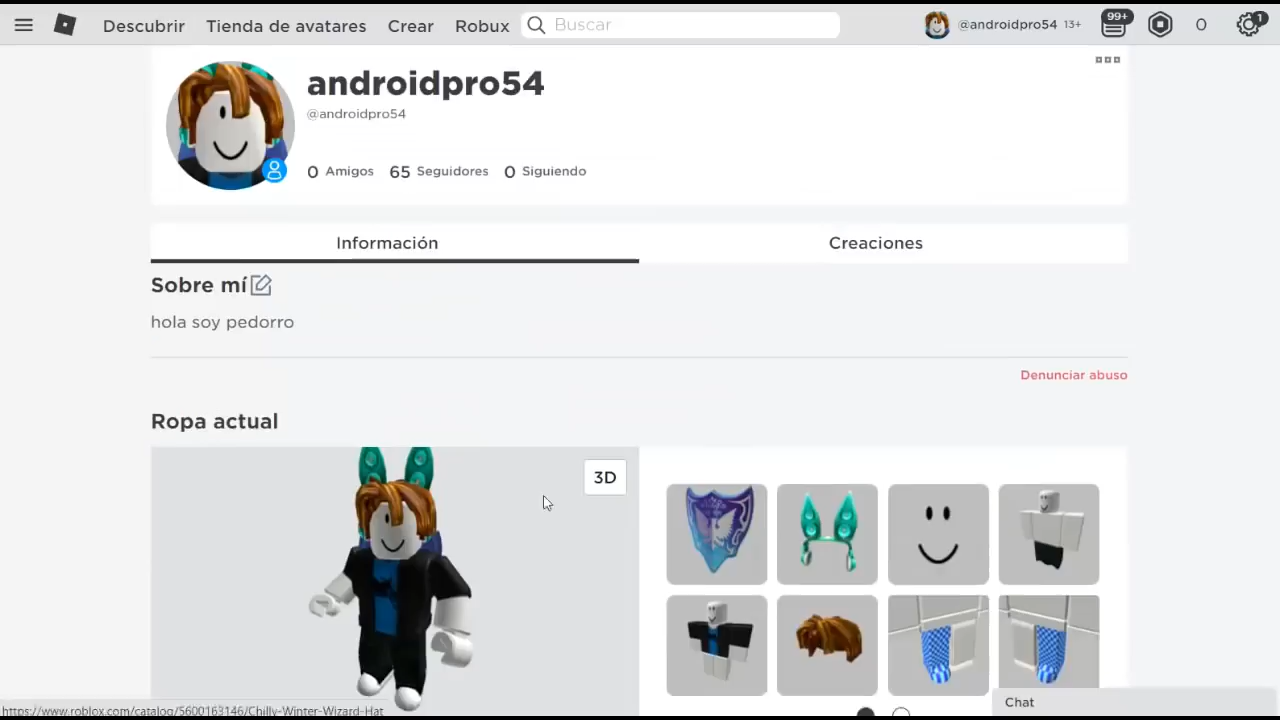 Descubrir Tienda de avatares Crear Robux Buscar @androidpro54 13+ 99+ 0 1
androidpro54
@androidpro54
0 Amigos 65 Seguidores 0 Siguiendo
Información Creaciones
Sobre mí
hola soy pedorro
Denunciar abuso
Ropa actual
3D
Chat
https://www.roblox.com/catalog/5600163146/Chilly-Winter-Wizard-Hat